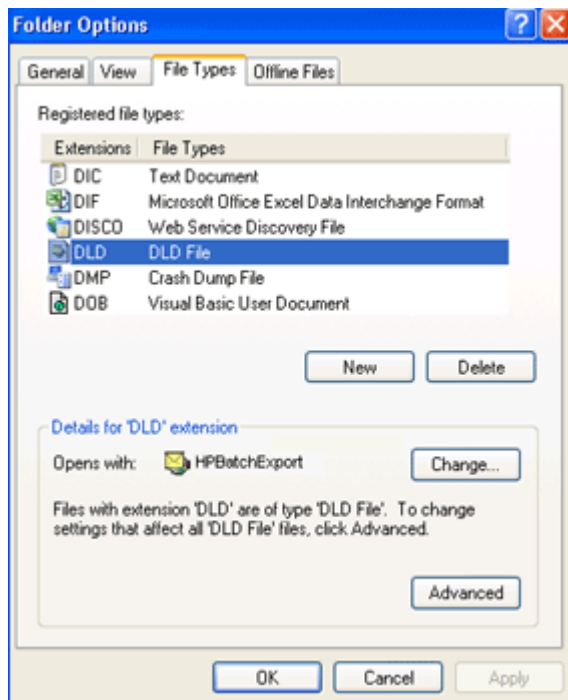 Folder Options
General View File Types Offline Files
Registered file types:
Extensions File Types
DIC Text Document
DIF Microsoft Office Excel Data Interchange Format
DISCO Web Service Discovery File
DLD DLD File
DMP Crash Dump File
DOB Visual Basic User Document
New Delete
Details for 'DLD' extension
Opens with: HPBatchExport Change...
Files with extension 'DLD' are of type 'DLD File'. To change
settings that affect all 'DLD File' files, click Advanced.
Advanced
OK Cancel Apply